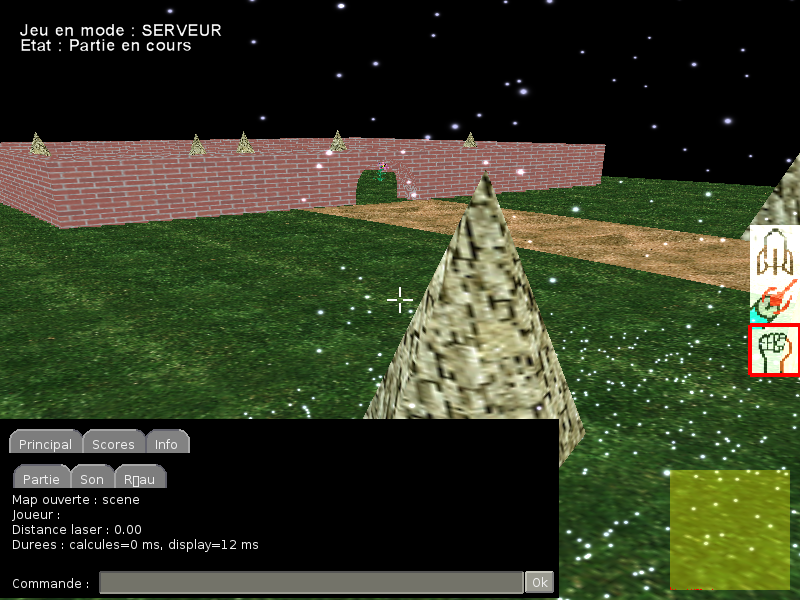 Jeu en mode : SERVEUR
Etat : Partie en cours
Principal Scores Info
Partie Son R▯au
Map ouverte : scene
Joueur :
Distance laser : 0.00
Durees : calcules=0 ms, display=12 ms
Commande : Ok